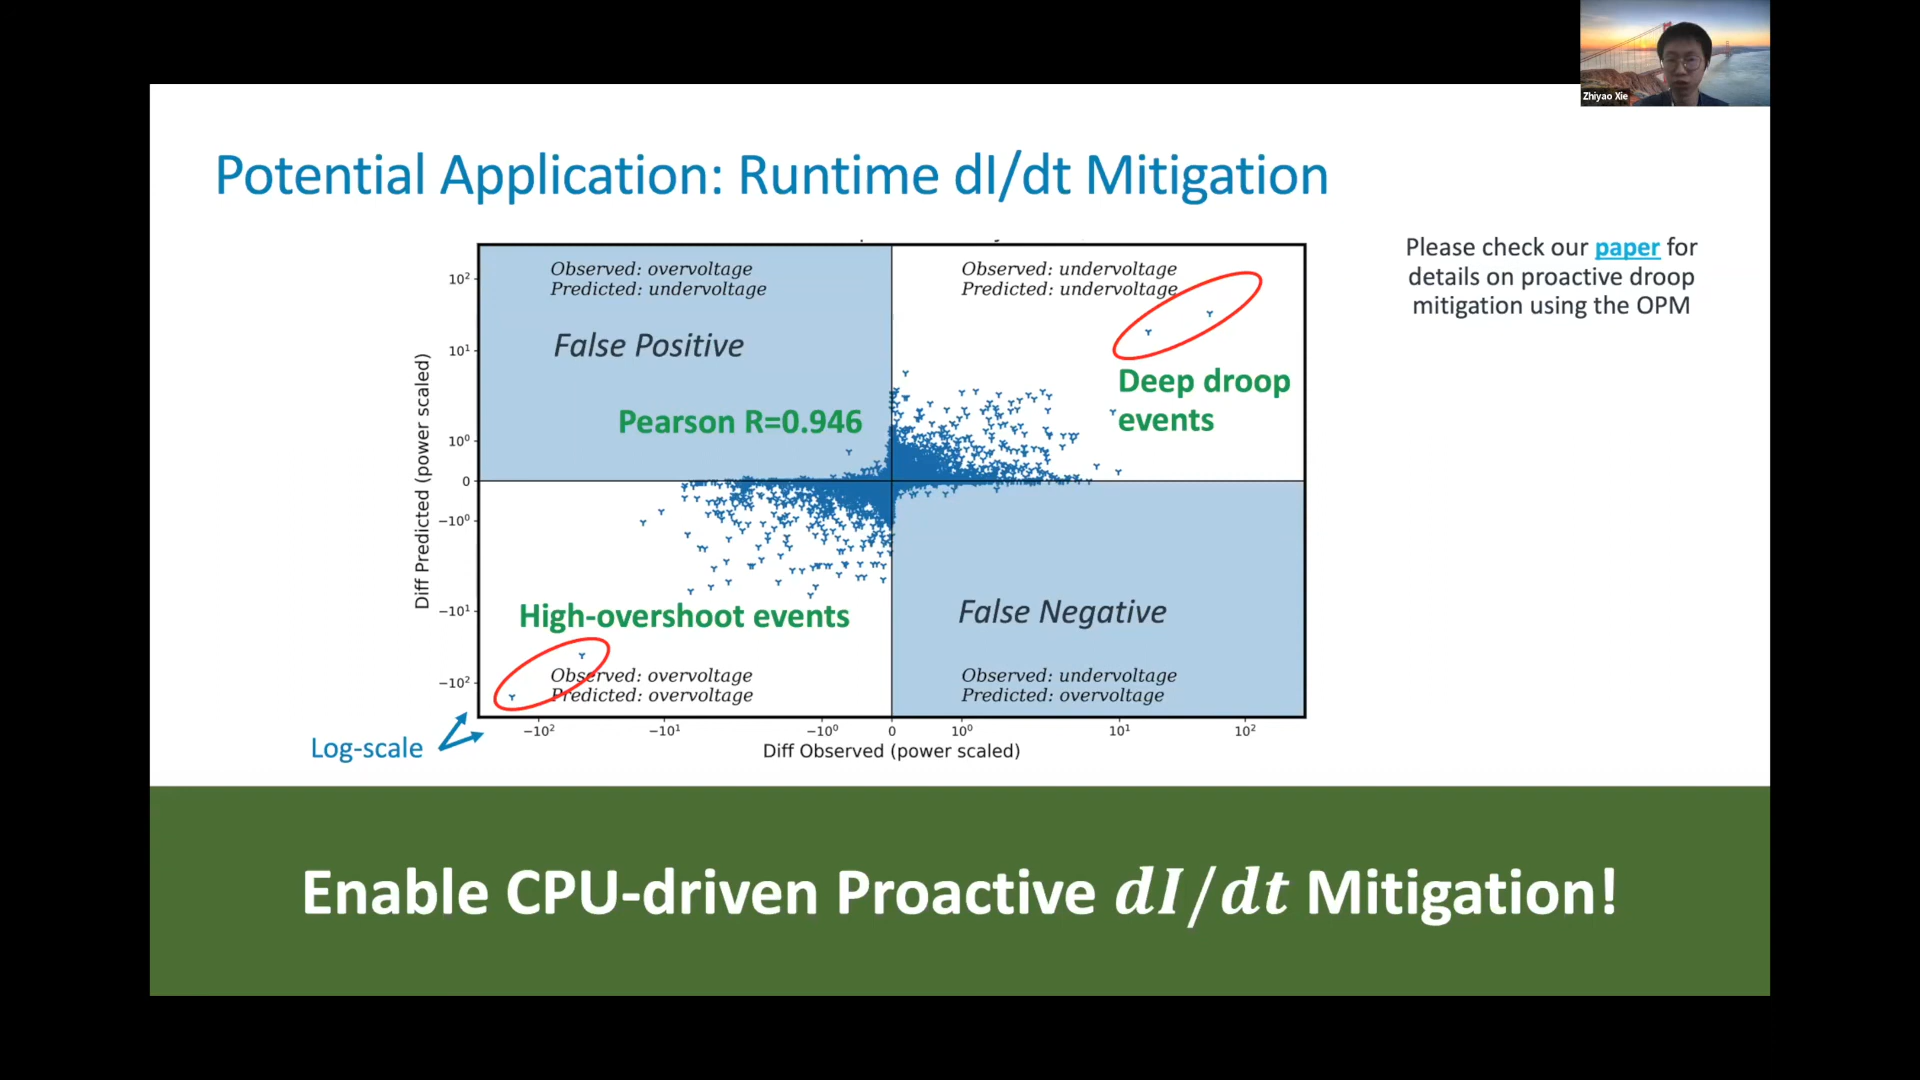 Zhiyao Xie
Potential Application: Runtime dI/dt Mitigation
Please check our paper for
details on proactive droop
mitigation using the OPM
Observed: overvoltage
Predicted: undervoltage
False Positive
Pearson R=0.946
Observed: undervoltage
Predicted: undervoltage
Deep droop
events
High-overshoot events
Observed: overvoltage
Predicted: overvoltage
False Negative
Observed: undervoltage
Predicted: overvoltage
Diff Predicted (power scaled)
10²
10¹
10⁰
0
−10⁰
−10¹
−10²
−10² −10¹ −10⁰ 0 10⁰ 10¹ 10²
Diff Observed (power scaled)
Log-scale
Enable CPU-driven Proactive dI/dt Mitigation!